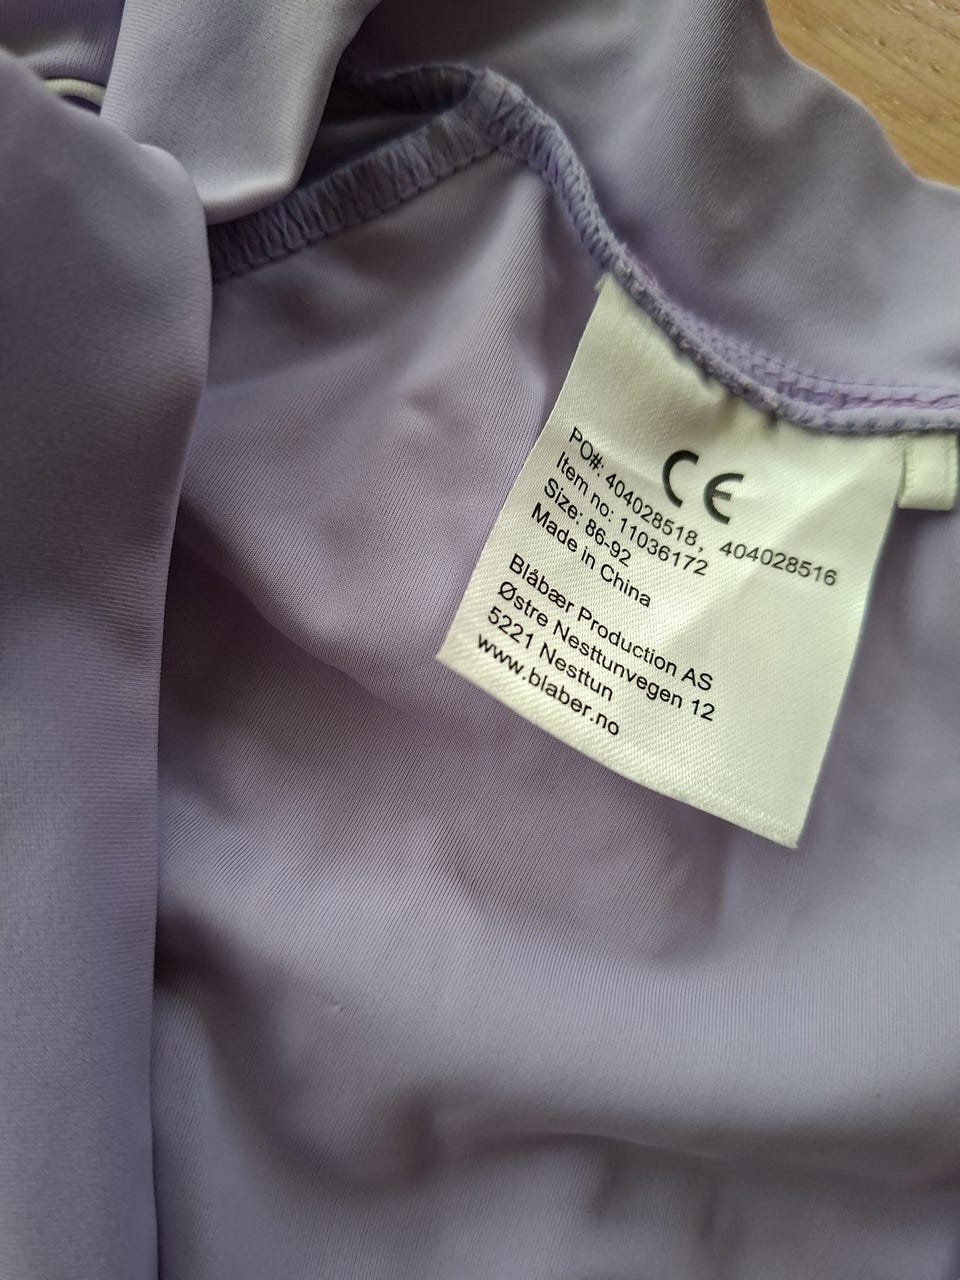 CE
PO#: 404028518, 404028516
Item no: 11036172
Size: 86-92
Made in China
Blåbær Production AS
Østre Nesttunvegen 12
5221 Nesttun
www.blaber.no